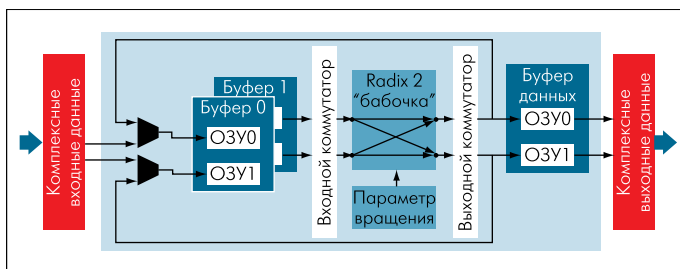 Комплексные
входные данные
Буфер 1
Буфер 0
ОЗУ0
ОЗУ1
Входной коммутатор
Radix 2
“бабочка”
Параметр
вращения
Выходной коммутатор
Буфер
данных
ОЗУ0
ОЗУ1
Комплексные
выходные данные